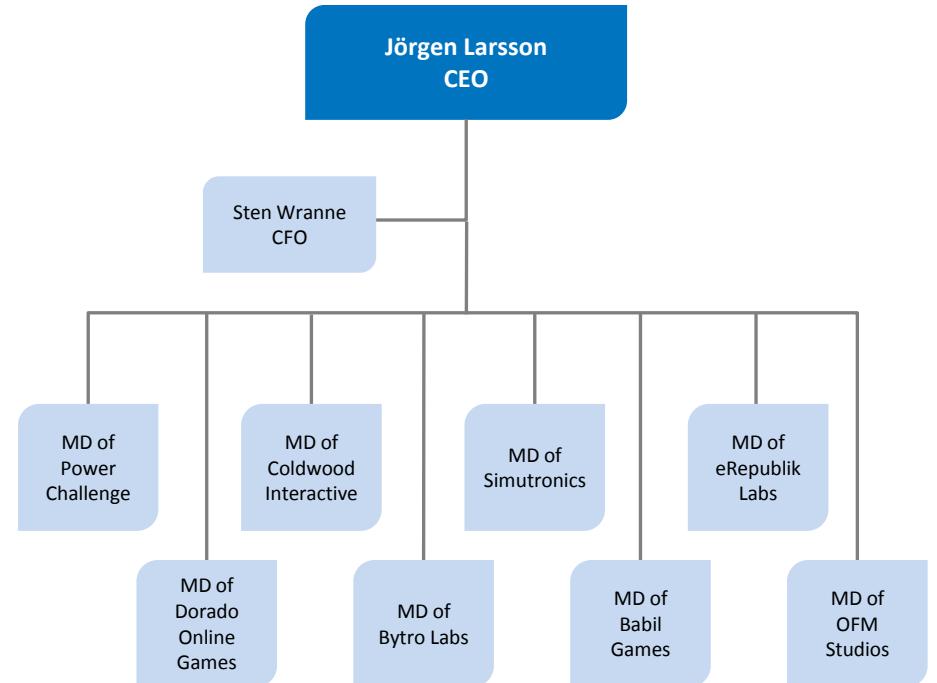 Jörgen Larsson
CEO
Sten Wranne
CFO
MD of
Power
Challenge
MD of
Coldwood
Interactive
MD of
Simutronics
MD of
eRepublik
Labs
MD of
Dorado
Online
Games
MD of
Bytro Labs
MD of
Babil
Games
MD of
OFM
Studios